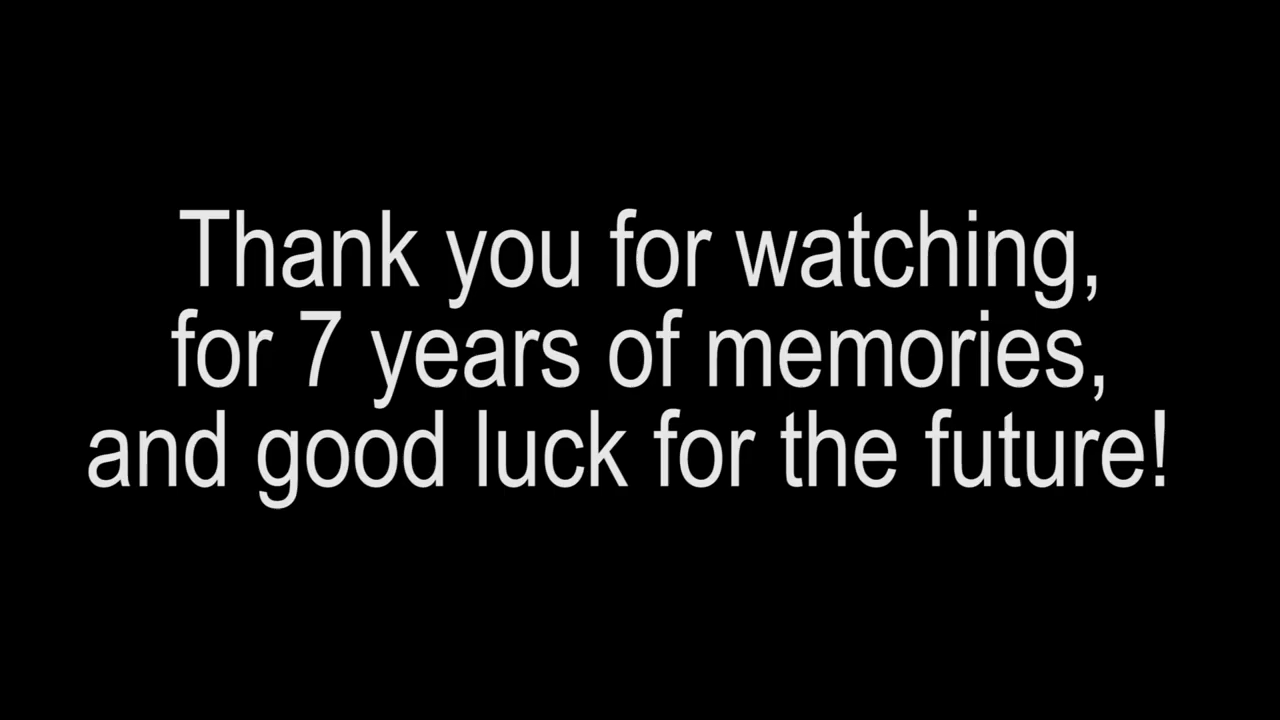 Thank you for watching,
for 7 years of memories,
and good luck for the future!